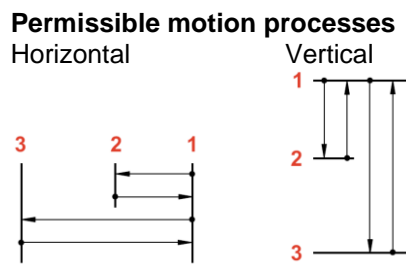 Permissible motion processes
Horizontal Vertical
3 2 1
1
2
3